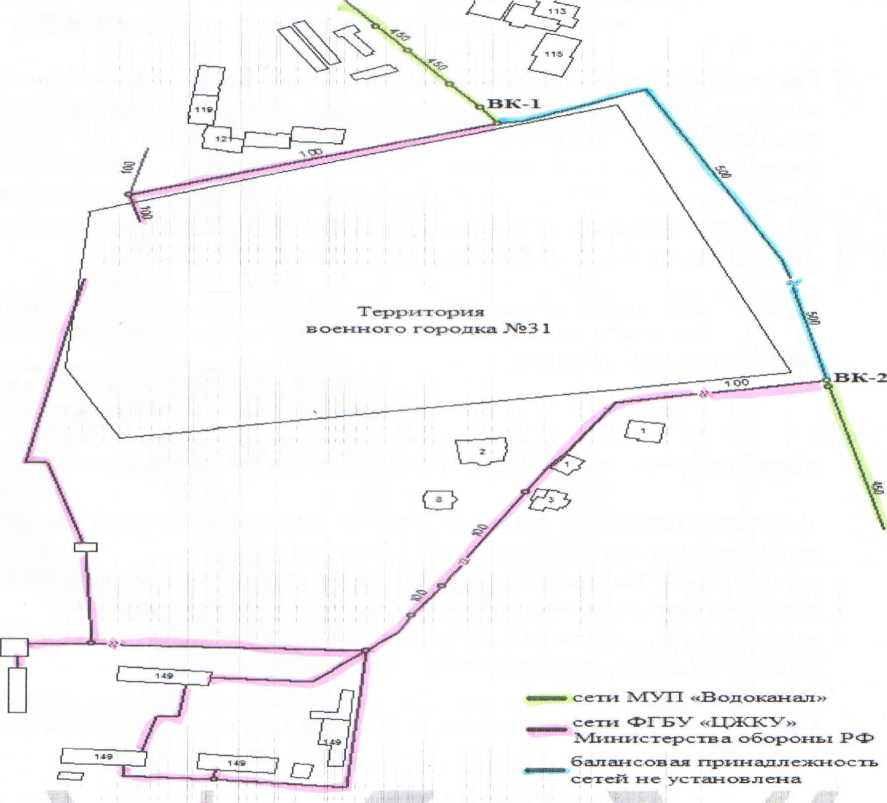 113
450
115
450
ВК-1
119
12
100
100
100
500
Территория
военного городка №31
500
ВК-2
100
1
2
1
8
3
450
100
100
149
149
149
149
сети МУП «Водоканал»
сети ФГБУ «ЦЖКУ»
Министерства обороны РФ
балансовая принадлежность
сетей не установлена